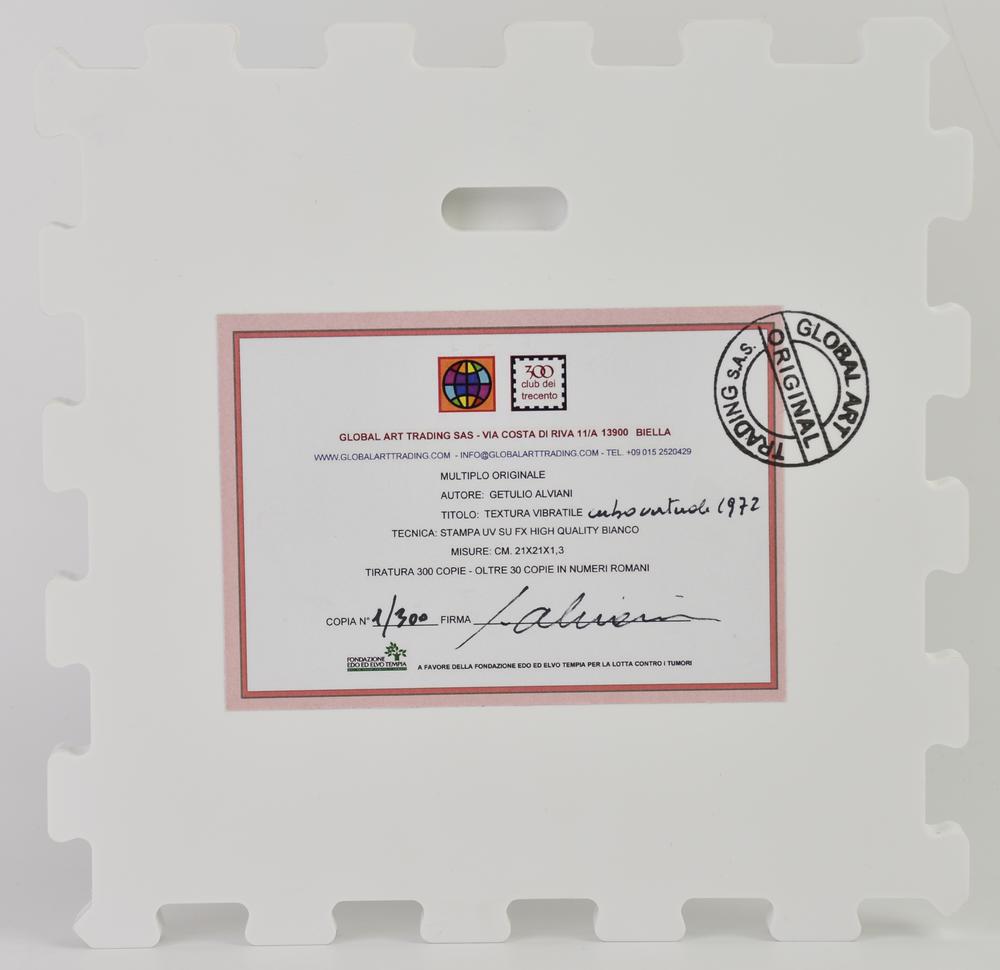 300
club dei
trecento
GLOBAL ART
ORIGINAL
TRADING S.A.S.
GLOBAL ART TRADING SAS - VIA COSTA DI RIVA 11/A 13900 BIELLA
WWW.GLOBALARTTRADING.COM - INFO@GLOBALARTTRADING.COM - TEL. +09 015 2520429
MULTIPLO ORIGINALE
AUTORE: GETULIO ALVIANI
TITOLO: TEXTURA VIBRATILE cubo virtuale 1972
TECNICA: STAMPA UV SU FX HIGH QUALITY BIANCO
MISURE: CM. 21X21X1,3
TIRATURA 300 COPIE - OLTRE 30 COPIE IN NUMERI ROMANI
COPIA N° 1/300 FIRMA
FONDAZIONE
EDO ED ELVO TEMPIA
A FAVORE DELLA FONDAZIONE EDO ED ELVO TEMPIA PER LA LOTTA CONTRO I TUMORI